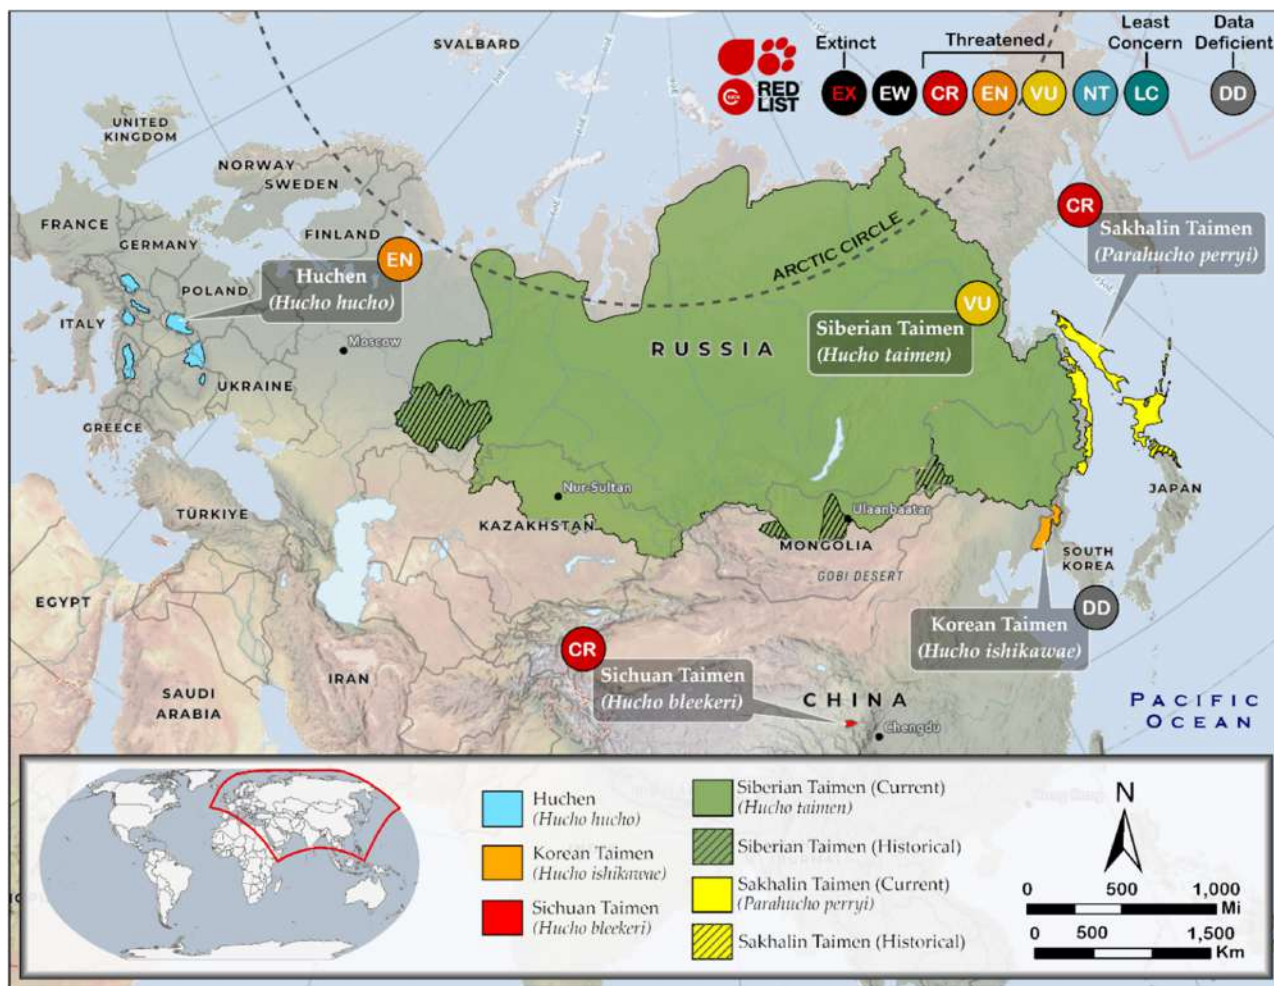 SVALBARD
Extinct
Threatened
Least
Concern
Data
Deficient
RED
LIST
EX
EW
CR
EN
VU
NT
LC
DD
UNITED
KINGDOM
NORWAY
SWEDEN
FINLAND
FRANCE
GERMANY
POLAND
ITALY
UKRAINE
GREECE
TÜRKIYE
EGYPT
SAUDI
ARABIA
IRAN
Moscow
EN
Huchen
(Hucho hucho)
ARCTIC CIRCLE
RUSSIA
VU
Siberian Taimen
(Hucho taimen)
CR
Sakhalin Taimen
(Parahucho perryi)
Nur-Sultan
KAZAKHSTAN
Ulaanbaatar
MONGOLIA
GOBI DESERT
JAPAN
SOUTH
KOREA
DD
Korean Taimen
(Hucho ishikawae)
CR
Sichuan Taimen
(Hucho bleekeri)
CHINA
Chengdu
PACIFIC
OCEAN
Huchen
(Hucho hucho)
Korean Taimen
(Hucho ishikawae)
Sichuan Taimen
(Hucho bleekeri)
Siberian Taimen (Current)
(Hucho taimen)
Siberian Taimen (Historical)
Sakhalin Taimen (Current)
(Parahucho perryi)
Sakhalin Taimen (Historical)
N
0 500 1,000
Mi
0 500 1,500
Km